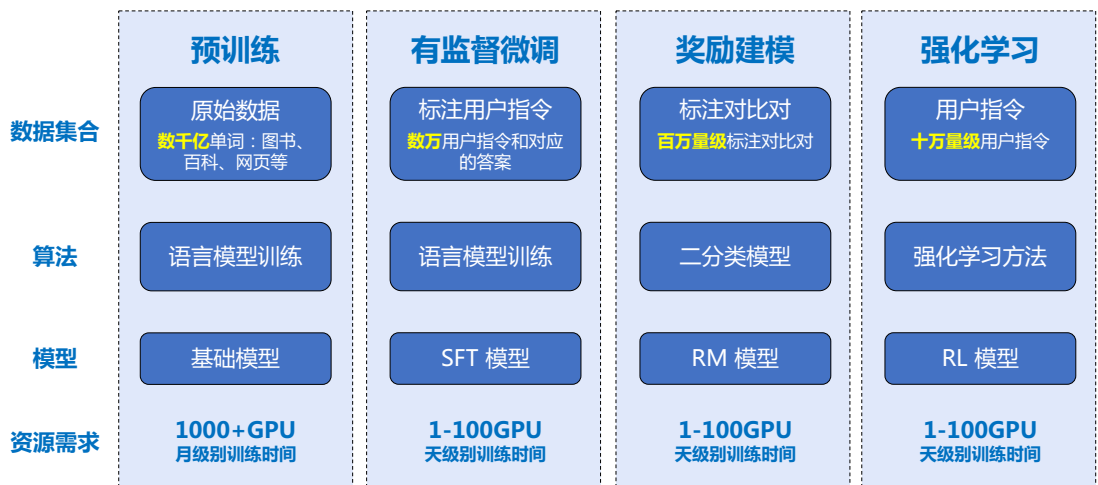 预训练
有监督微调
奖励建模
强化学习
数据集合
原始数据
数千亿单词：图书、
百科、网页等
标注用户指令
数万用户指令和对应
的答案
标注对比对
百万量级标注对比对
用户指令
十万量级用户指令
算法
语言模型训练
语言模型训练
二分类模型
强化学习方法
模型
基础模型
SFT 模型
RM 模型
RL 模型
资源需求
1000+GPU
月级别训练时间
1-100GPU
天级别训练时间
1-100GPU
天级别训练时间
1-100GPU
天级别训练时间